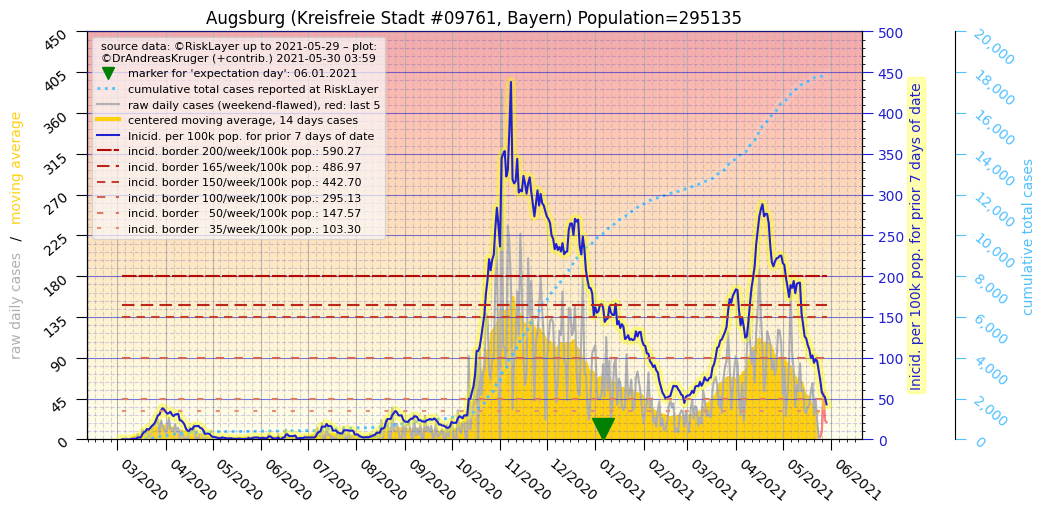 Augsburg (Kreisfreie Stadt #09761, Bayern) Population=295135
source data: ©RiskLayer up to 2021-05-29 – plot:
©DrAndreasKruger (+contrib.) 2021-05-30 03:59
marker for 'expectation day': 06.01.2021
cumulative total cases reported at RiskLayer
raw daily cases (weekend-flawed), red: last 5
centered moving average, 14 days cases
Inicid. per 100k pop. for prior 7 days of date
incid. border 200/week/100k pop.: 590.27
incid. border 165/week/100k pop.: 486.97
incid. border 150/week/100k pop.: 442.70
incid. border 100/week/100k pop.: 295.13
incid. border 50/week/100k pop.: 147.57
incid. border 35/week/100k pop.: 103.30
raw daily cases / moving average
450
405
360
315
270
225
180
135
90
45
0
500
450
400
350
300
250
200
150
100
50
0
Inicid. per 100k pop. for prior 7 days of date
20,000
18,000
16,000
14,000
12,000
10,000
8,000
6,000
4,000
2,000
0
cumulative total cases
03/2020
04/2020
05/2020
06/2020
07/2020
08/2020
09/2020
10/2020
11/2020
12/2020
01/2021
02/2021
03/2021
04/2021
05/2021
06/2021